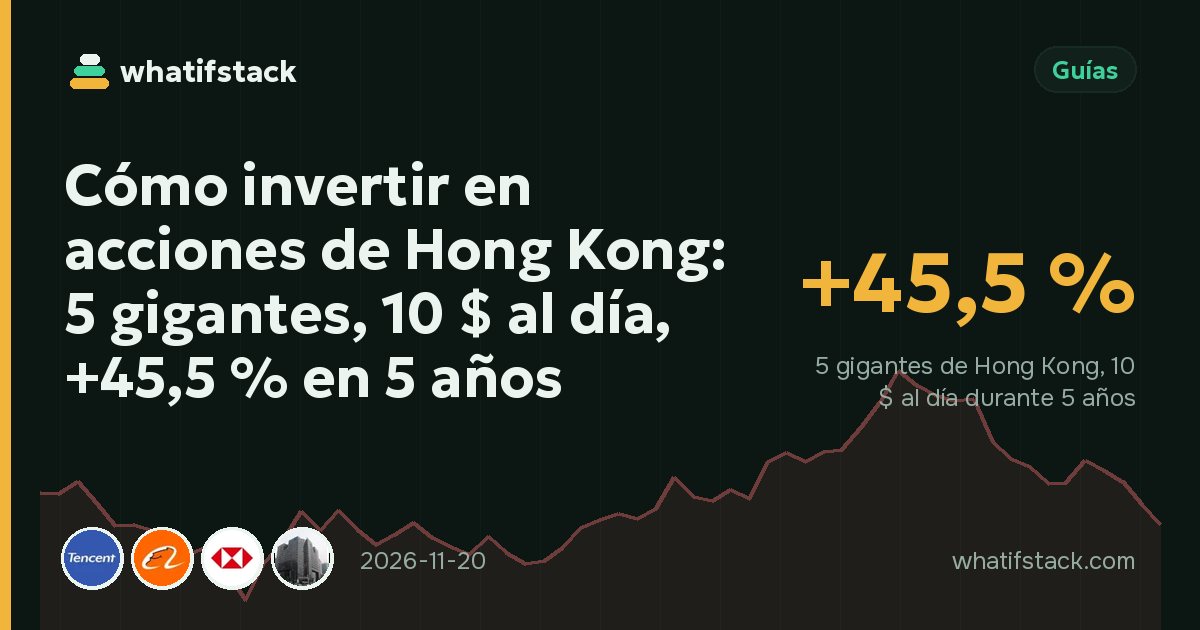 whatifstack
Guías
Cómo invertir en
acciones de Hong Kong:
5 gigantes, 10 $ al día,
+45,5 % en 5 años
+45,5 %
5 gigantes de Hong Kong, 10
$ al día durante 5 años
Tencent
2026-11-20
whatifstack.com